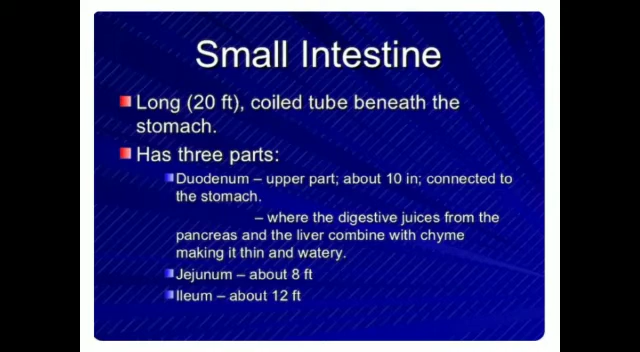 Small Intestine
Long (20 ft), coiled tube beneath the
stomach.
Has three parts:
Duodenum – upper part; about 10 in; connected to
the stomach.
– where the digestive juices from the
pancreas and the liver combine with chyme
making it thin and watery.
Jejunum – about 8 ft
Ileum – about 12 ft